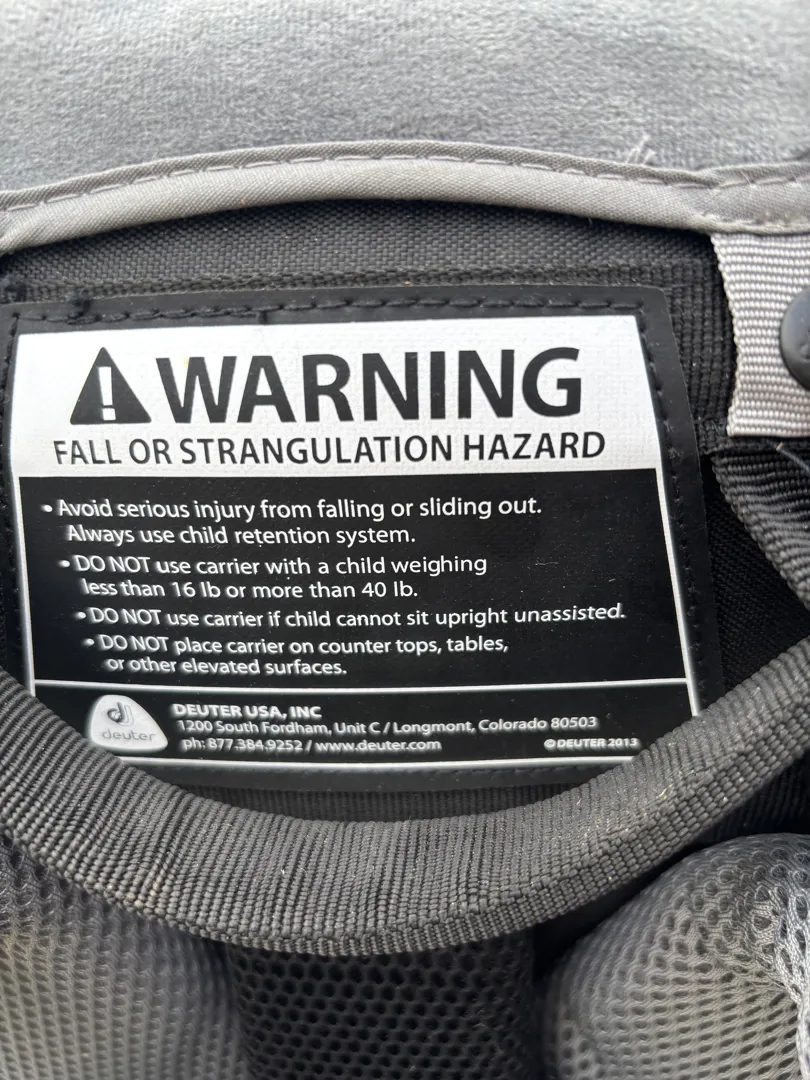 WARNING
FALL OR STRANGULATION HAZARD
• Avoid serious injury from falling or sliding out.
Always use child retention system.
• DO NOT use carrier with a child weighing
less than 16 lb or more than 40 lb.
• DO NOT use carrier if child cannot sit upright unassisted.
• DO NOT place carrier on counter tops, tables,
or other elevated surfaces.
deuter
DEUTER USA, INC
1200 South Fordham, Unit C / Longmont, Colorado 80503
ph: 877.384.9252 / www.deuter.com
© DEUTER 2013